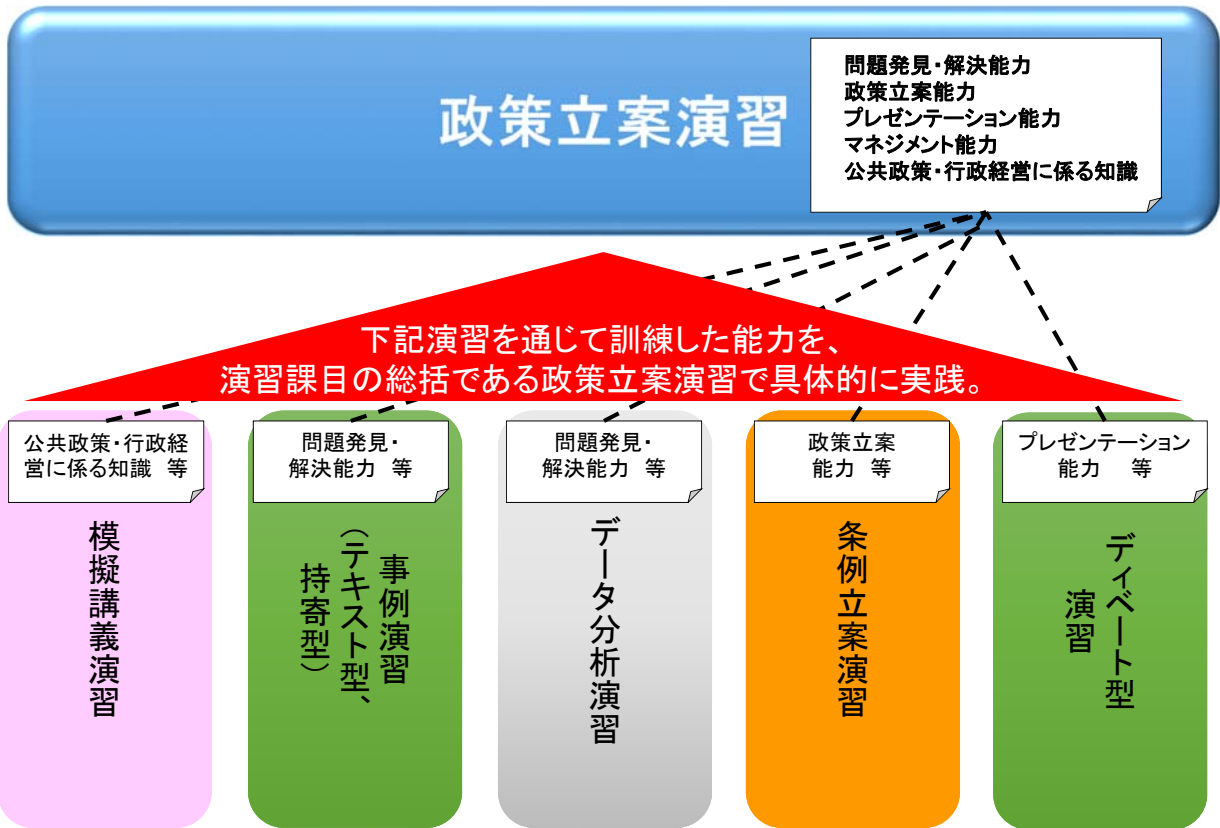 政策立案演習
問題発見・解決能力
政策立案能力
プレゼンテーション能力
マネジメント能力
公共政策・行政経営に係る知識
下記演習を通じて訓練した能力を、
演習課目の総括である政策立案演習で具体的に実践。
公共政策・行政経
営に係る知識　等
模擬講義演習
問題発見・
解決能力　等
事例演習
（テキスト型、
持寄型）
問題発見・
解決能力　等
データ分析演習
政策立案
能力　等
条例立案演習
プレゼンテーション
能力　　等
ディベート型
演習